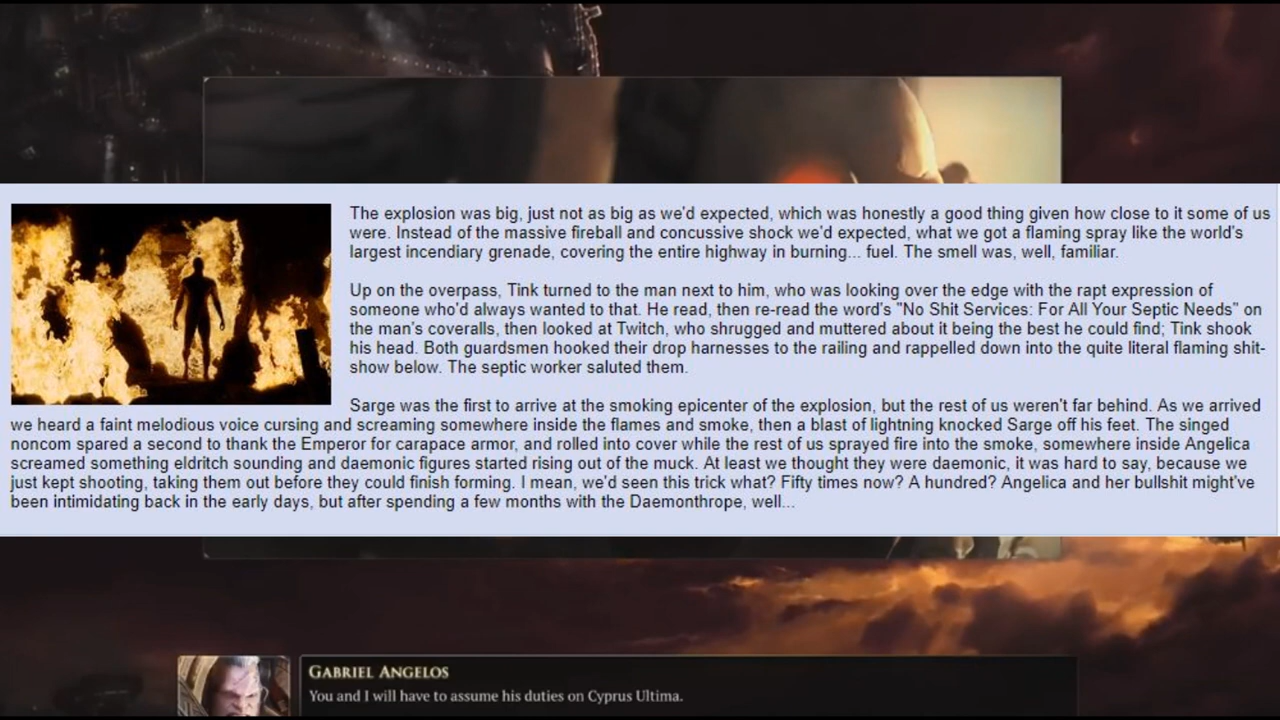 The explosion was big, just not as big as we'd expected, which was honestly a good thing given how close to it some of us
were. Instead of the massive fireball and concussive shock we'd expected, what we got a flaming spray like the world's
largest incendiary grenade, covering the entire highway in burning... fuel. The smell was, well, familiar.
Up on the overpass, Tink turned to the man next to him, who was looking over the edge with the rapt expression of
someone who'd always wanted to that. He read, then re-read the word's "No Shit Services: For All Your Septic Needs" on
the man's coveralls, then looked at Twitch, who shrugged and muttered about it being the best he could find; Tink shook
his head. Both guardsmen hooked their drop harnesses to the railing and rappelled down into the quite literal flaming shit-
show below. The septic worker saluted them.
Sarge was the first to arrive at the smoking epicenter of the explosion, but the rest of us weren't far behind. As we arrived
we heard a faint melodious voice cursing and screaming somewhere inside the flames and smoke, then a blast of lightning knocked Sarge off his feet. The singed
noncom spared a second to thank the Emperor for carapace armor, and rolled into cover while the rest of us sprayed fire into the smoke, somewhere inside Angelica
screamed something eldritch sounding and daemonic figures started rising out of the muck. At least we thought they were daemonic, it was hard to say, because we
just kept shooting, taking them out before they could finish forming. I mean, we'd seen this trick what? Fifty times now? A hundred? Angelica and her bullshit might've
been intimidating back in the early days, but after spending a few months with the Daemonthrope, well...
GABRIEL ANGELOS
You and I will have to assume his duties on Cyprus Ultima.